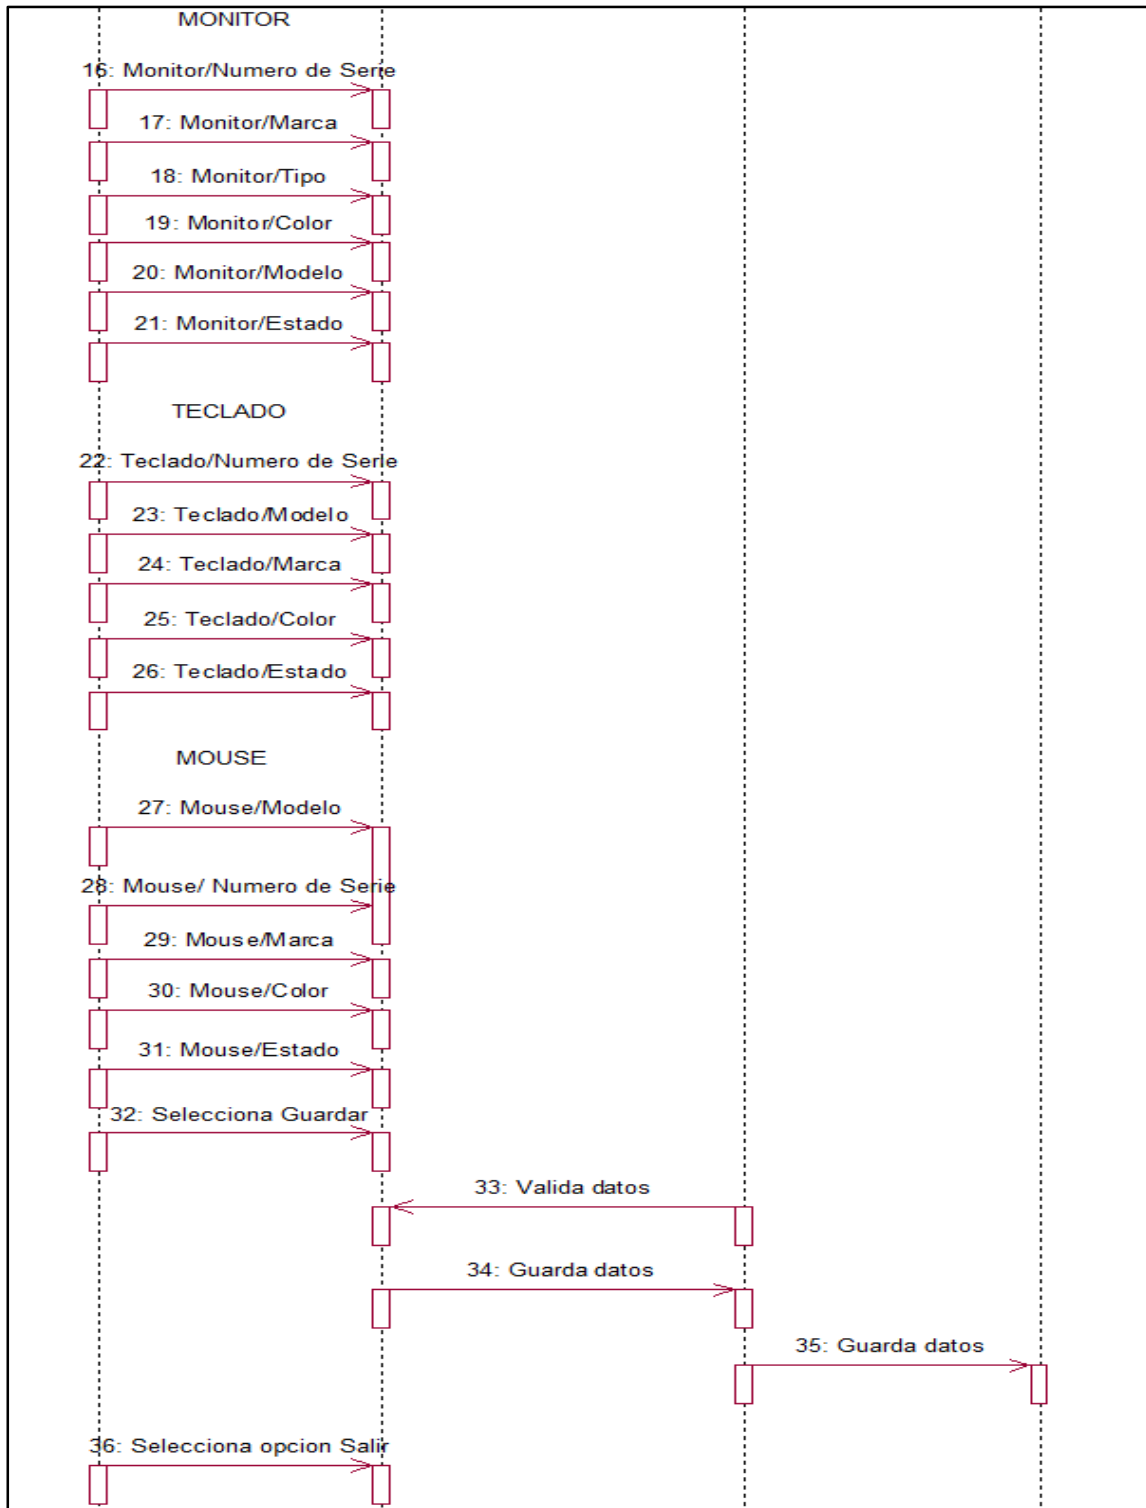 MONITOR
16: Monitor/Numero de Serie
17: Monitor/Marca
18: Monitor/Tipo
19: Monitor/Color
20: Monitor/Modelo
21: Monitor/Estado
TECLADO
22: Teclado/Numero de Serie
23: Teclado/Modelo
24: Teclado/Marca
25: Teclado/Color
26: Teclado/Estado
MOUSE
27: Mouse/Modelo
28: Mouse/ Numero de Serie
29: Mouse/Marca
30: Mouse/Color
31: Mouse/Estado
32: Selecciona Guardar
33: Valida datos
34: Guarda datos
35: Guarda datos
36: Selecciona opcion Salir